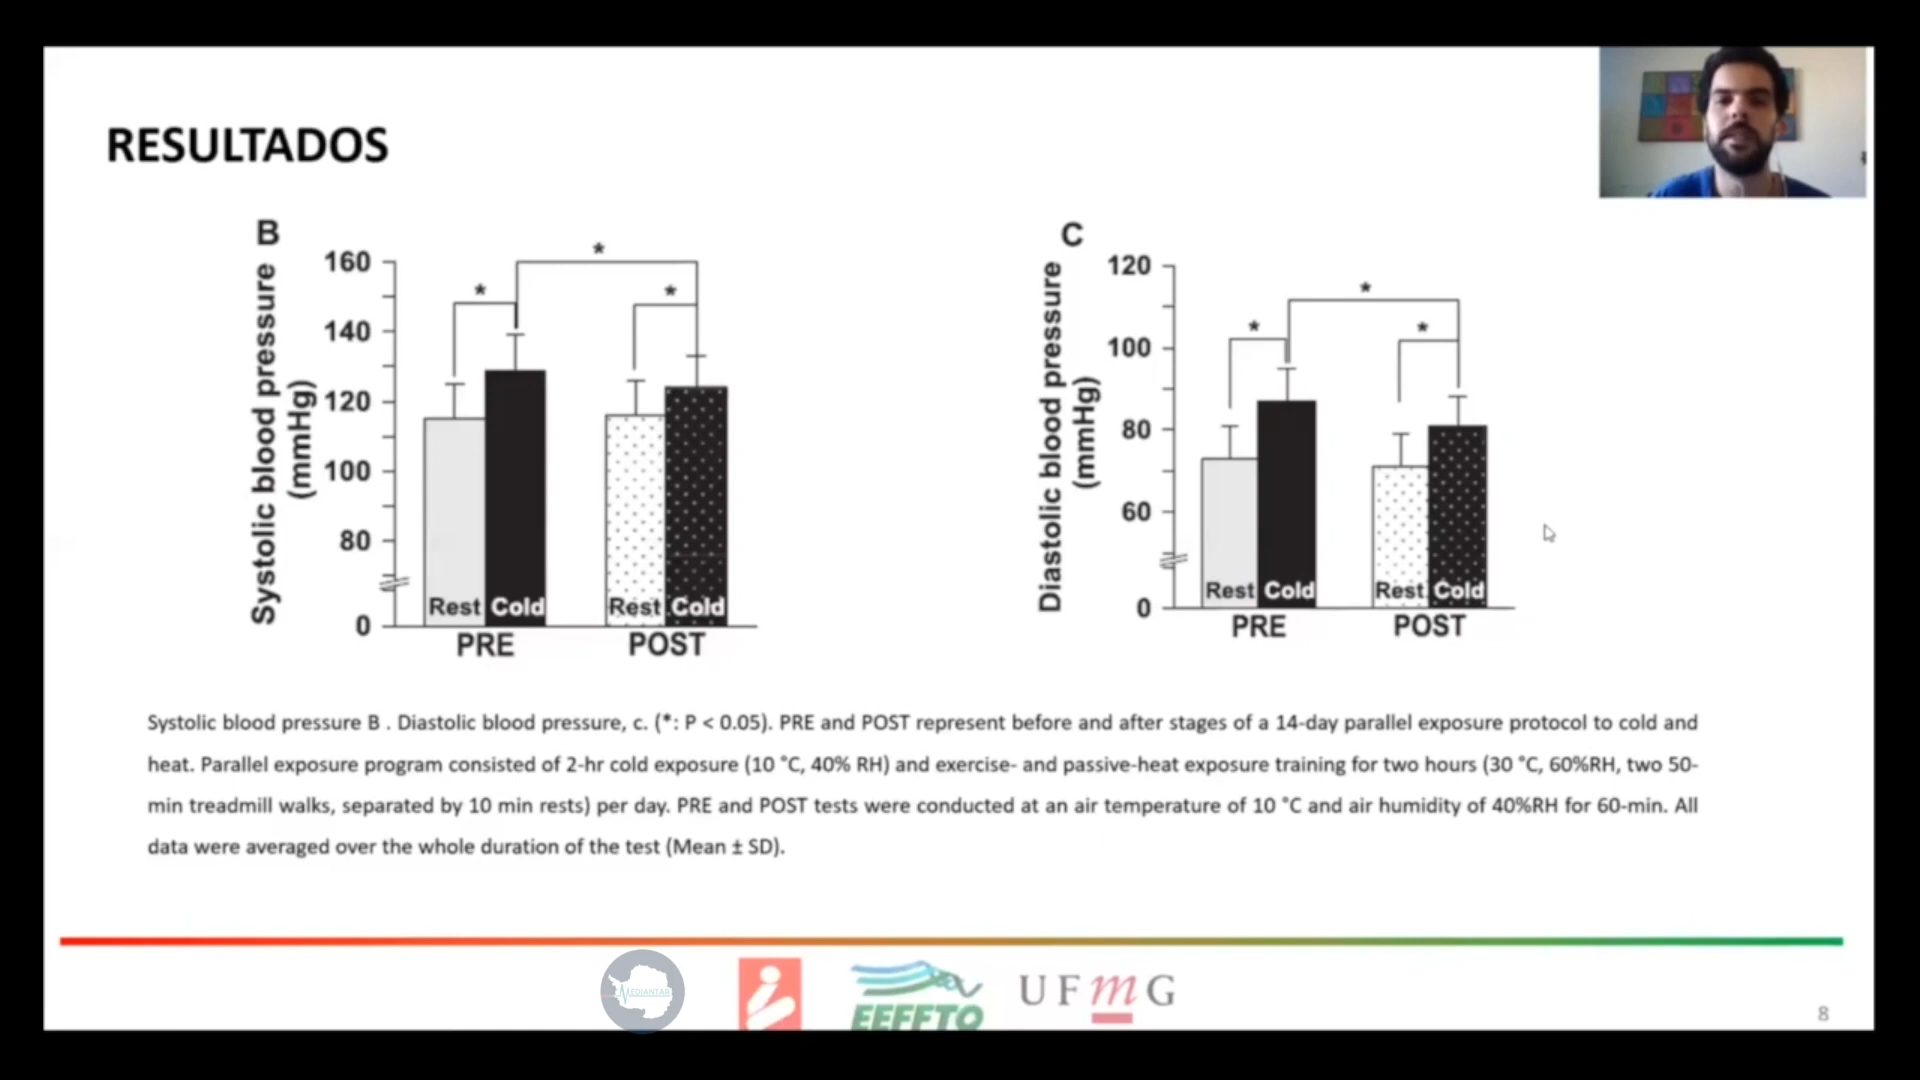 RESULTADOS
B
Systolic blood pressure
(mmHg)
160
140
120
100
80
0
*
*
*
Rest
Cold
Rest
Cold
PRE
POST
C
Diastolic blood pressure
(mmHg)
120
100
80
60
0
*
*
*
Rest
Cold
Rest
Cold
PRE
POST
Systolic blood pressure B . Diastolic blood pressure, c. (*: P < 0.05). PRE and POST represent before and after stages of a 14-day parallel exposure protocol to cold and
heat. Parallel exposure program consisted of 2-hr cold exposure (10 °C, 40% RH) and exercise- and passive-heat exposure training for two hours (30 °C, 60%RH, two 50-
min treadmill walks, separated by 10 min rests) per day. PRE and POST tests were conducted at an air temperature of 10 °C and air humidity of 40%RH for 60-min. All
data were averaged over the whole duration of the test (Mean ± SD).
MEDIANTAR
EEFFTO
UFmG
8